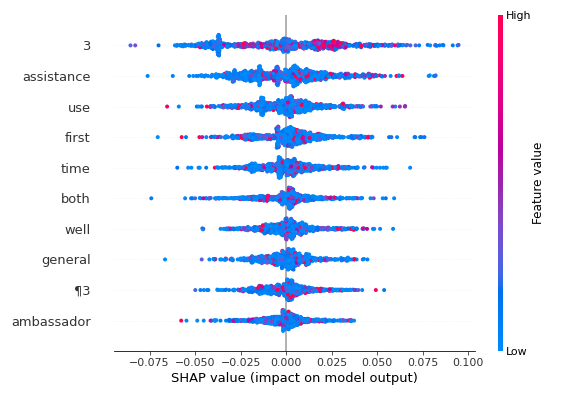 High
3
assistance
use
first
time
both
well
general
¶3
ambassador
Feature value
Low
−0.075 −0.050 −0.025 0.000 0.025 0.050 0.075 0.100
SHAP value (impact on model output)